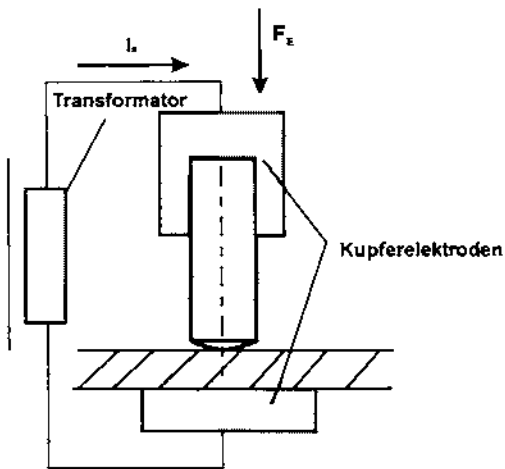 Iₛ
F_E
Transformator
Kupferelektroden